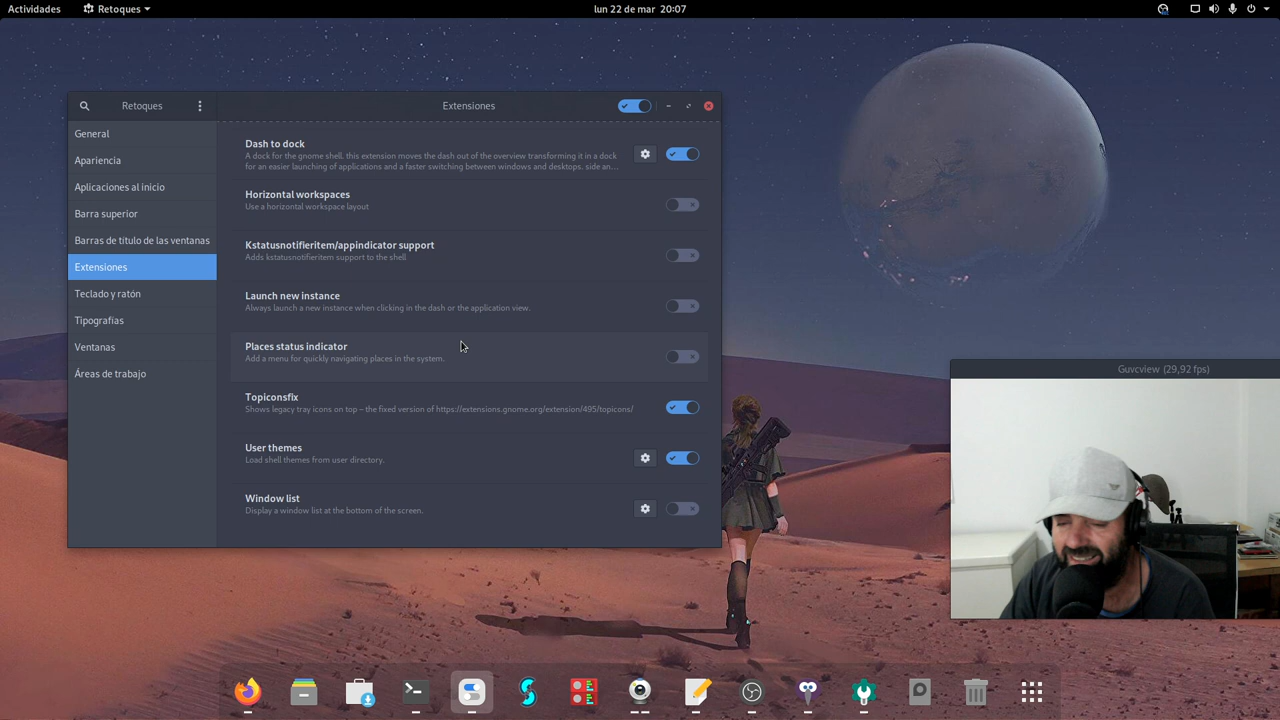 Actividades
Retoques
lun 22 de mar 20:07
Retoques
Extensiones
General
Apariencia
Aplicaciones al inicio
Barra superior
Barras de título de las ventanas
Extensiones
Teclado y ratón
Tipografías
Ventanas
Áreas de trabajo
Dash to dock
A dock for the gnome shell. this extension moves the dash out of the overview transforming it in a dock
for an easier launching of applications and a faster switching between windows and desktops. side an…
Horizontal workspaces
Use a horizontal workspace layout
Kstatusnotifieritem/appindicator support
Adds kstatusnotifieritem support to the shell
Launch new instance
Always launch a new instance when clicking in the dash or the application view.
Places status indicator
Add a menu for quickly navigating places in the system.
Topiconsfix
Shows legacy tray icons on top – the fixed version of https://extensions.gnome.org/extension/495/topicons/
User themes
Load shell themes from user directory.
Window list
Display a window list at the bottom of the screen.
Guvcview (29,92 fps)